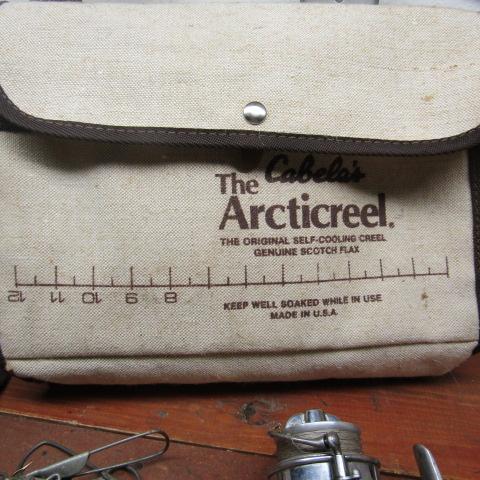 Cabela's
The
Arcticreel.
THE ORIGINAL SELF-COOLING CREEL
GENUINE SCOTCH FLAX
12 11 10 9 8
KEEP WELL SOAKED WHILE IN USE
MADE IN U.S.A.